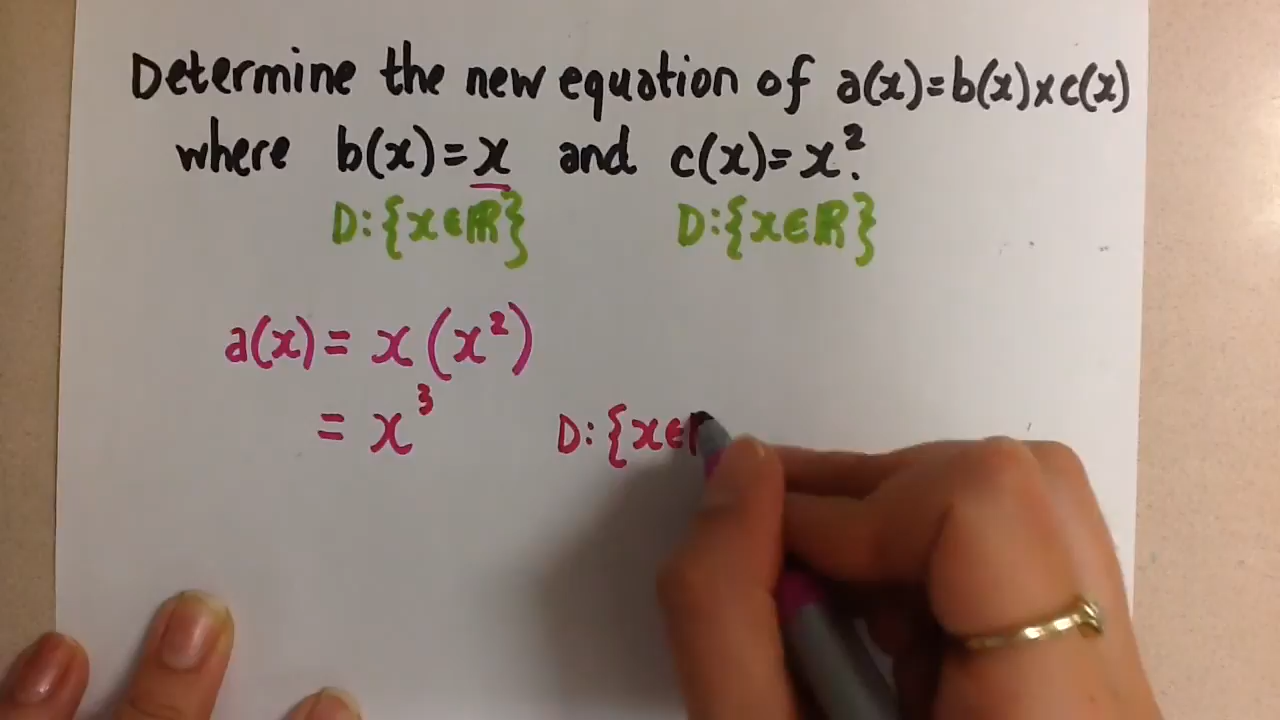 Determine the new equation of a(x)=b(x)×c(x)
where b(x)=x and c(x)=x²?
D:{x∈ℝ} D:{x∈ℝ}
a(x)= x(x²)
= x³ D:{x∈